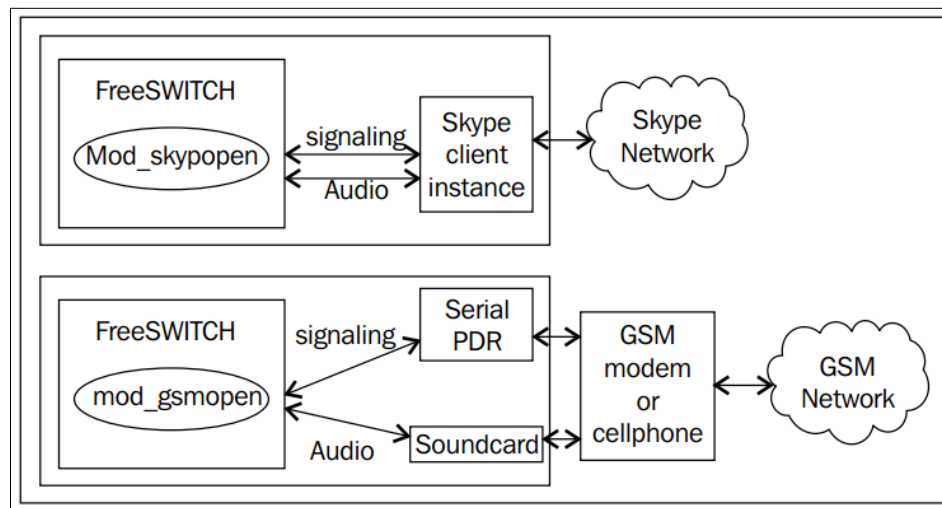 FreeSWITCH
Mod_skypopen
signaling
Audio
Skype
client
instance
Skype
Network
FreeSWITCH
mod_gsmopen
signaling
Audio
Serial
PDR
Soundcard
GSM
modem
or
cellphone
GSM
Network